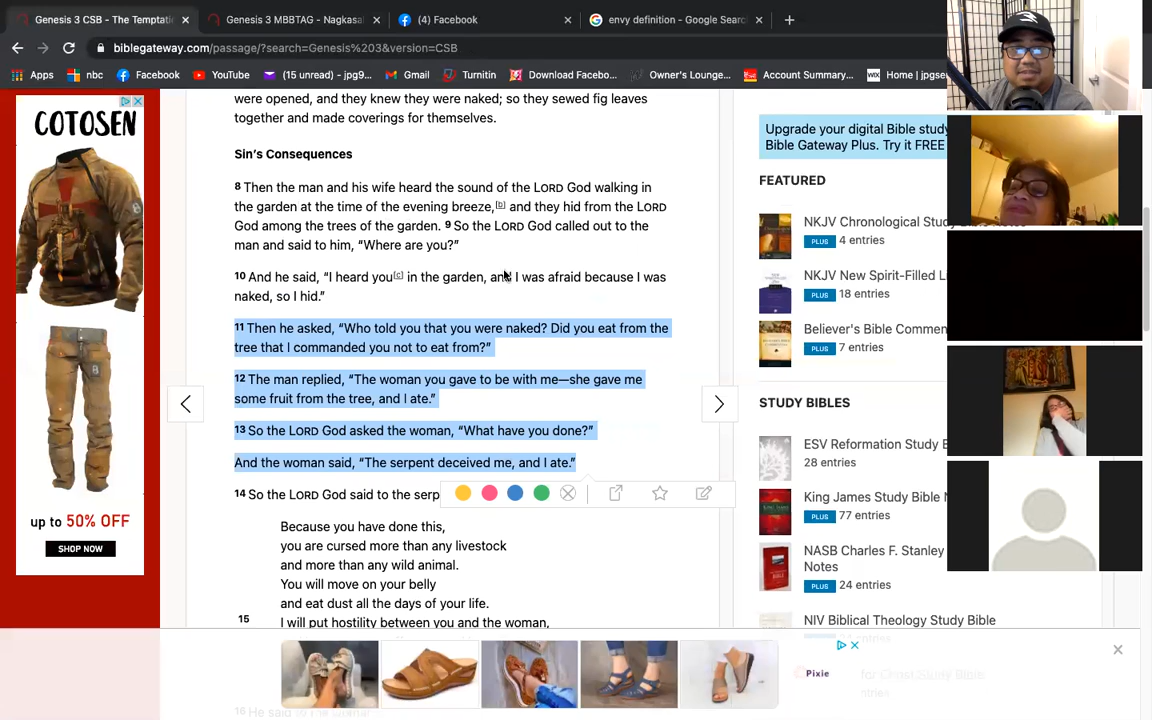 Genesis 3 CSB - The Temptati
Genesis 3 MBBTAG - Nagkasal
(4) Facebook
envy definition - Google Searc
biblegateway.com/passage/?search=Genesis%203&version=CSB
Apps
nbc
Facebook
YouTube
(15 unread) - jpg9...
Gmail
Turnitin
Download Facebo...
Owner's Lounge...
Account Summary...
WIX
Home | jpgse
COTOSEN
up to 50% OFF
SHOP NOW
were opened, and they knew they were naked; so they sewed fig leaves
together and made coverings for themselves.
Sin’s Consequences
8 Then the man and his wife heard the sound of the LORD God walking in
the garden at the time of the evening breeze,[b] and they hid from the LORD
God among the trees of the garden. 9 So the LORD God called out to the
man and said to him, “Where are you?”
10 And he said, “I heard you[c] in the garden, and I was afraid because I was
naked, so I hid.”
11 Then he asked, “Who told you that you were naked? Did you eat from the
tree that I commanded you not to eat from?”
12 The man replied, “The woman you gave to be with me—she gave me
some fruit from the tree, and I ate.”
13 So the LORD God asked the woman, “What have you done?”
And the woman said, “The serpent deceived me, and I ate.”
14 So the LORD God said to the serp
Because you have done this,
you are cursed more than any livestock
and more than any wild animal.
You will move on your belly
and eat dust all the days of your life.
15 I will put hostility between you and the woman,
16 He said to the
Upgrade your digital Bible study
Bible Gateway Plus. Try it FREE
FEATURED
NKJV Chronological Stud
PLUS 4 entries
NKJV New Spirit-Filled Li
PLUS 18 entries
Believer's Bible Commen
PLUS 7 entries
STUDY BIBLES
ESV Reformation Study B
28 entries
King James Study Bible N
PLUS 77 entries
NASB Charles F. Stanley
Notes
PLUS 24 entries
NIV Biblical Theology Study Bible
Pixie